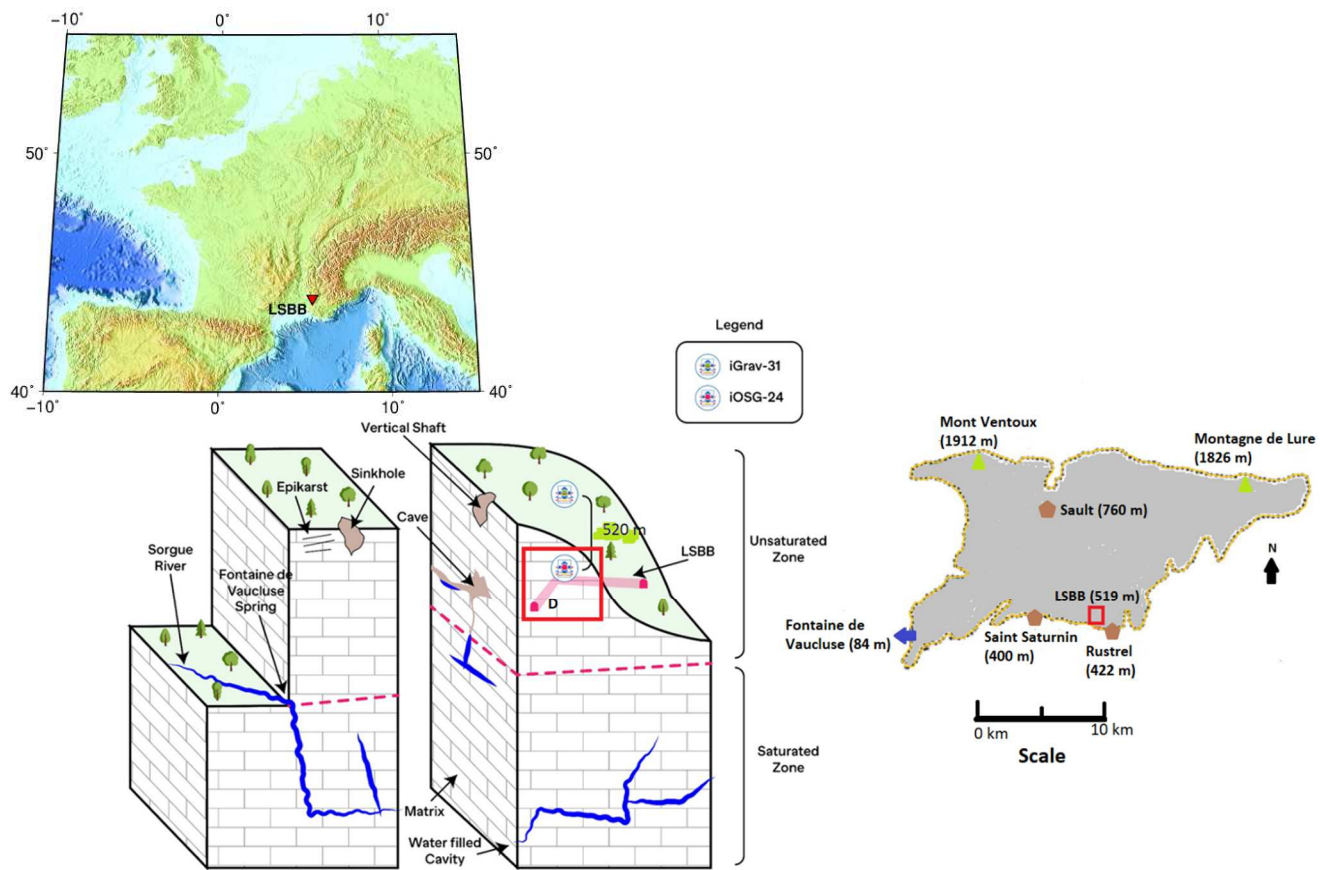 −10˚
0˚
10˚
50˚
50˚
LSBB
40˚
40˚
−10˚
0˚
10˚
Legend
iGrav-31
iOSG-24
Vertical Shaft
Sinkhole
Epikarst
Cave
Sorgue
River
Fontaine de
Vaucluse
Spring
520 m
LSBB
D
Unsaturated
Zone
Saturated
Zone
Matrix
Water filled
Cavity
Mont Ventoux
(1912 m)
Montagne de Lure
(1826 m)
Sault (760 m)
N
LSBB (519 m)
Fontaine de
Vaucluse (84 m)
Saint Saturnin
(400 m)
Rustrel
(422 m)
0 km
10 km
Scale